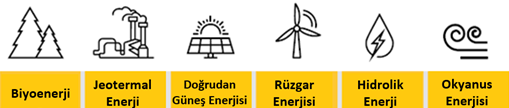 Biyoenerji
Jeotermal
Enerji
Doğrudan
Güneş Enerjisi
Rüzgar
Enerjisi
Hidrolik
Enerji
Okyanus
Enerjisi